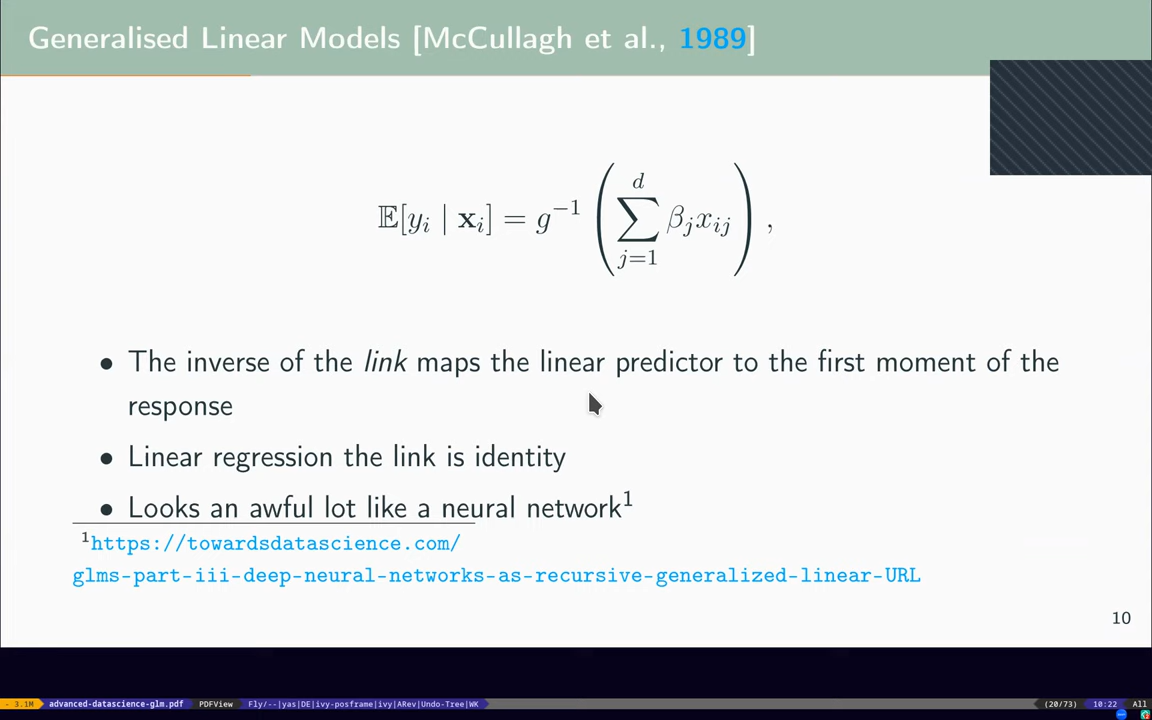 Generalised Linear Models [McCullagh et al., 1989]
𝔼[y_i | 𝐱_i] = g^{-1} ( ∑_{j=1}^{d} β_j x_{ij} ) ,
• The inverse of the link maps the linear predictor to the first moment of the
response
• Linear regression the link is identity
• Looks an awful lot like a neural network¹
¹https://towardsdatascience.com/
glms-part-iii-deep-neural-networks-as-recursive-generalized-linear-URL
10
- 3.1M advanced-datascience-glm.pdf PDFView Fly/--|yas|DE|ivy-posframe|ivy|ARev|Undo-Tree|WK (20/73) 10:22 All